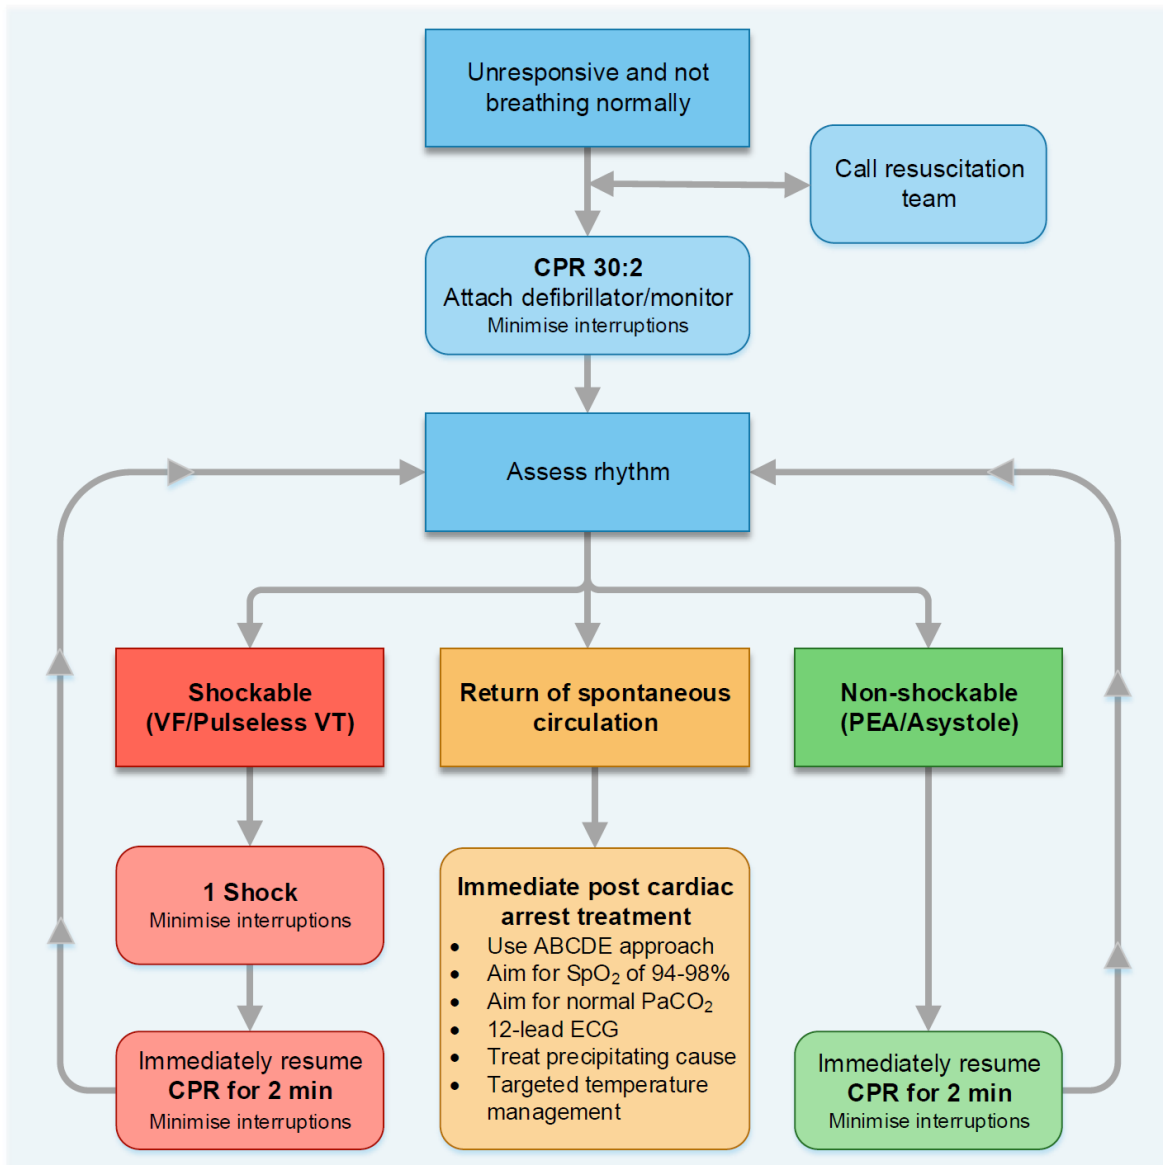 Unresponsive and not
breathing normally
Call resuscitation
team
CPR 30:2
Attach defibrillator/monitor
Minimise interruptions
Assess rhythm
Shockable
(VF/Pulseless VT)
Return of spontaneous
circulation
Non-shockable
(PEA/Asystole)
1 Shock
Minimise interruptions
Immediately resume
CPR for 2 min
Minimise interruptions
Immediate post cardiac
arrest treatment
• Use ABCDE approach
• Aim for SpO₂ of 94-98%
• Aim for normal PaCO₂
• 12-lead ECG
• Treat precipitating cause
• Targeted temperature
management
Immediately resume
CPR for 2 min
Minimise interruptions